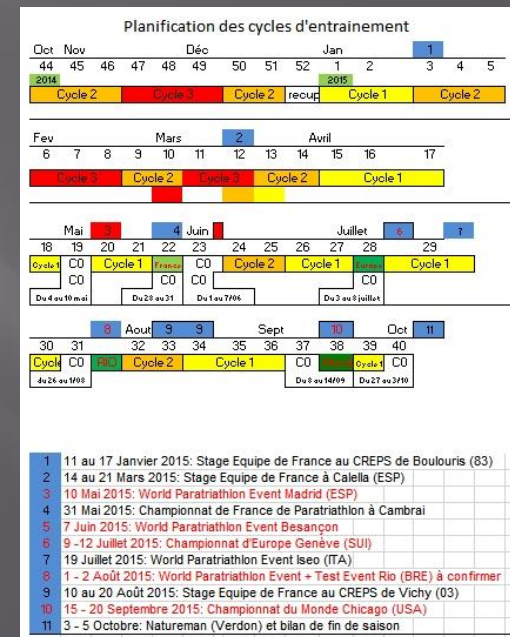 Planification des cycles d'entrainement
Oct Nov Déc Jan 1
44 45 46 47 48 49 50 51 52 1 2 3 4 5
2014 2015
Cycle 2 Cycle 3 Cycle 2 recup Cycle 1 Cycle 2
Fev Mars 2 Avril
6 7 8 9 10 11 12 13 14 15 16 17
Cycle 3 Cycle 2 Cycle 3 Cycle 2 Cycle 1
Mai 3 4 Juin Juillet 6 7
18 19 20 21 22 23 24 25 26 27 28 29
Cycle 1 C0 Cycle 1 France C0 Cycle 2 Cycle 1 Europe Cycle 1
C0 C0 C0 C0
Du 4 au 10 mai Du 28 au 31 Du 1 au 7/06 Du 3 au 8 juillet
8 Aout 9 9 Sept 10 Oct 11
30 31 32 33 34 35 36 37 38 39 40
Cycle C0 RIO Cycle 2 Cycle 1 C0 Cycle 1 C0
du 26 au 1/08 Du 8 au 14/09 Du 27 au 3/10
1 11 au 17 Janvier 2015: Stage Equipe de France au CREPS de Boulouris (83)
2 14 au 21 Mars 2015: Stage Equipe de France à Calella (ESP)
3 10 Mai 2015: World Paratriathlon Event Madrid (ESP)
4 31 Mai 2015: Championnat de France de Paratriathlon à Cambrai
5 7 Juin 2015: World Paratriathlon Event Besançon
6 9 -12 Juillet 2015: Championnat d'Europe Genève (SUI)
7 19 Juillet 2015: World Paratriathlon Event Iseo (ITA)
8 1 - 2 Août 2015: World Paratriathlon Event + Test Event Rio (BRE) à confirmer
9 10 au 20 Août 2015: Stage Equipe de France au CREPS de Vichy (03)
10 15 - 20 Septembre 2015: Championnat du Monde Chicago (USA)
11 3 - 5 Octobre: Natureman (Verdon) et bilan de fin de saison